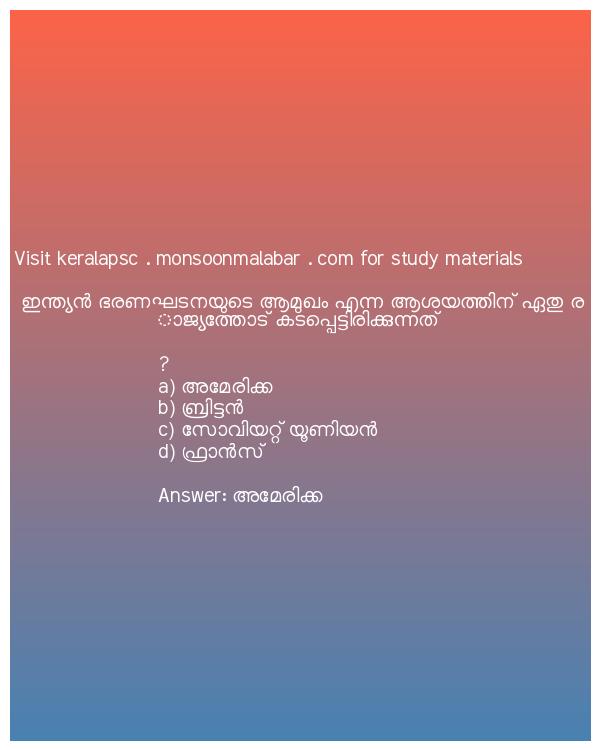 Visit keralapsc . monsoonmalabar . com for study materials
ഇന്ത്യൻ ഭരണഘടനയുടെ ആമുഖം എന്ന ആശയത്തിന് ഏതു ര
ാജ്യത്തോട് കടപ്പെട്ടിരിക്കുന്നത്
?
a) അമേരിക്ക
b) ബ്രിട്ടൻ
c) സോവിയറ്റ് യൂണിയൻ
d) ഫ്രാൻസ്
Answer: അമേരിക്ക